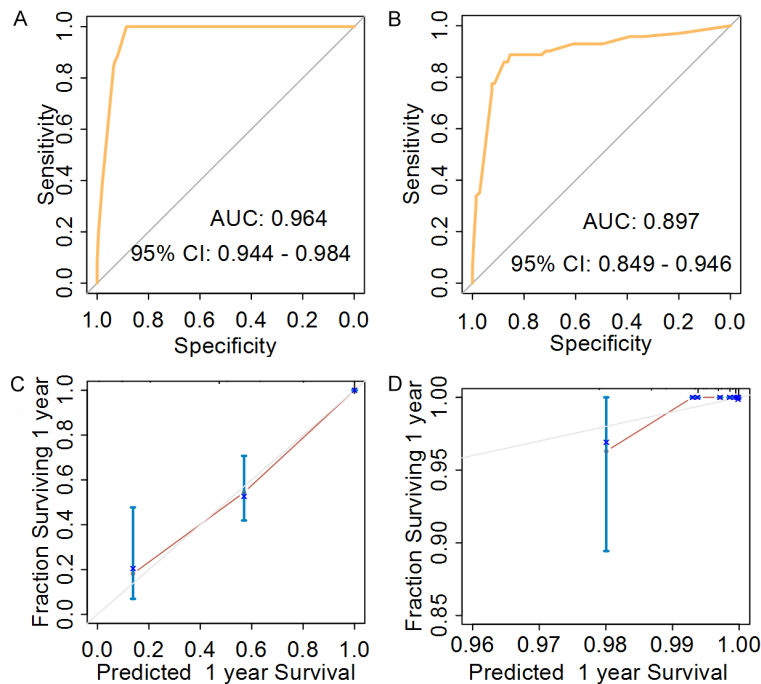 A
Sensitivity
0.0 0.2 0.4 0.6 0.8 1.0
AUC: 0.964
95% CI: 0.944 - 0.984
1.0 0.8 0.6 0.4 0.2 0.0
Specificity
B
Sensitivity
0.0 0.2 0.4 0.6 0.8 1.0
AUC: 0.897
95% CI: 0.849 - 0.946
1.0 0.8 0.6 0.4 0.2 0.0
Specificity
C
Fraction Surviving 1 year
0.0 0.2 0.4 0.6 0.8 1.0
0.0 0.2 0.4 0.6 0.8 1.0
Predicted 1 year Survival
D
Fraction Surviving 1 year
0.85 0.90 0.95 1.00
0.96 0.97 0.98 0.99 1.00
Predicted 1 year Survival